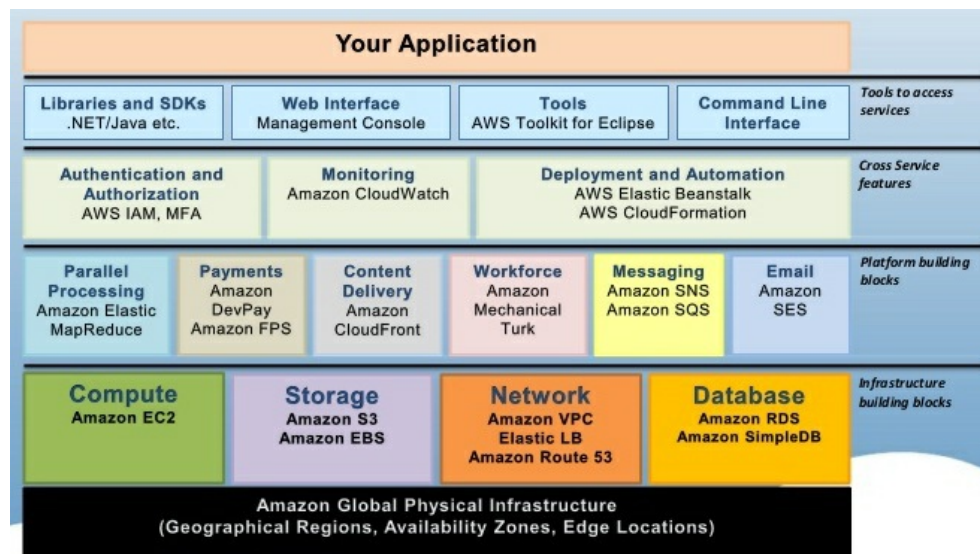 Your Application
Libraries and SDKs
.NET/Java etc.
Web Interface
Management Console
Tools
AWS Toolkit for Eclipse
Command Line
Interface
Tools to access
services
Authentication and
Authorization
AWS IAM, MFA
Monitoring
Amazon CloudWatch
Deployment and Automation
AWS Elastic Beanstalk
AWS CloudFormation
Cross Service
features
Parallel
Processing
Amazon Elastic
MapReduce
Payments
Amazon
DevPay
Amazon FPS
Content
Delivery
Amazon
CloudFront
Workforce
Amazon
Mechanical
Turk
Messaging
Amazon SNS
Amazon SQS
Email
Amazon
SES
Platform building
blocks
Compute
Amazon EC2
Storage
Amazon S3
Amazon EBS
Network
Amazon VPC
Elastic LB
Amazon Route 53
Database
Amazon RDS
Amazon SimpleDB
Infrastructure
building blocks
Amazon Global Physical Infrastructure
(Geographical Regions, Availability Zones, Edge Locations)